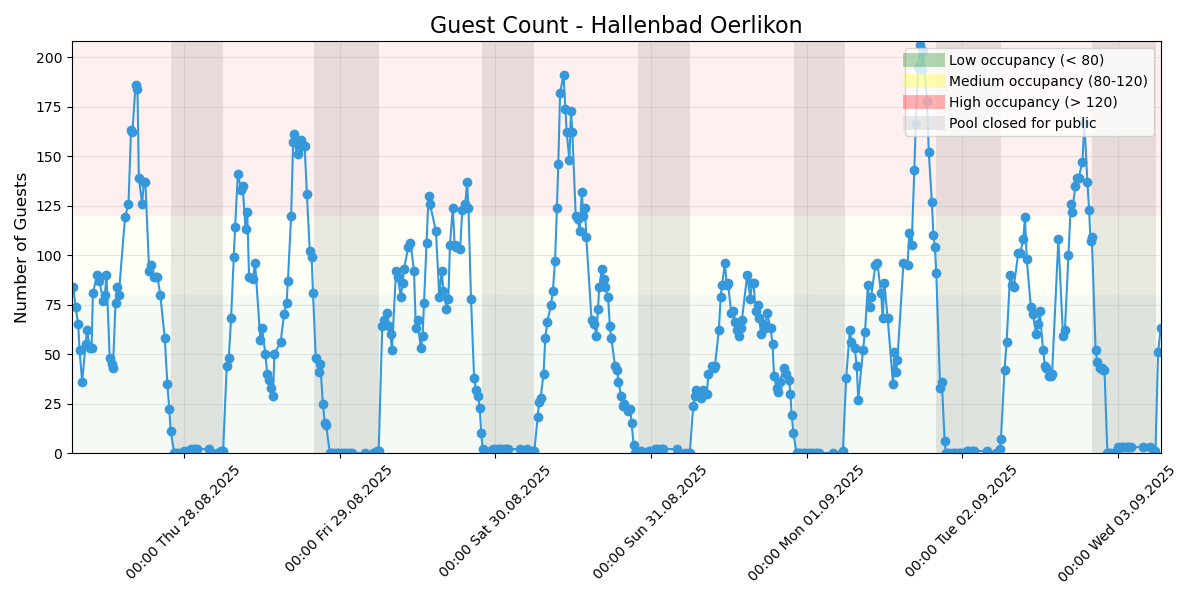 Guest Count - Hallenbad Oerlikon
Number of Guests
200
175
150
125
100
75
50
25
0
Low occupancy (< 80)
Medium occupancy (80-120)
High occupancy (> 120)
Pool closed for public
00:00 Thu 28.08.2025
00:00 Fri 29.08.2025
00:00 Sat 30.08.2025
00:00 Sun 31.08.2025
00:00 Mon 01.09.2025
00:00 Tue 02.09.2025
00:00 Wed 03.09.2025